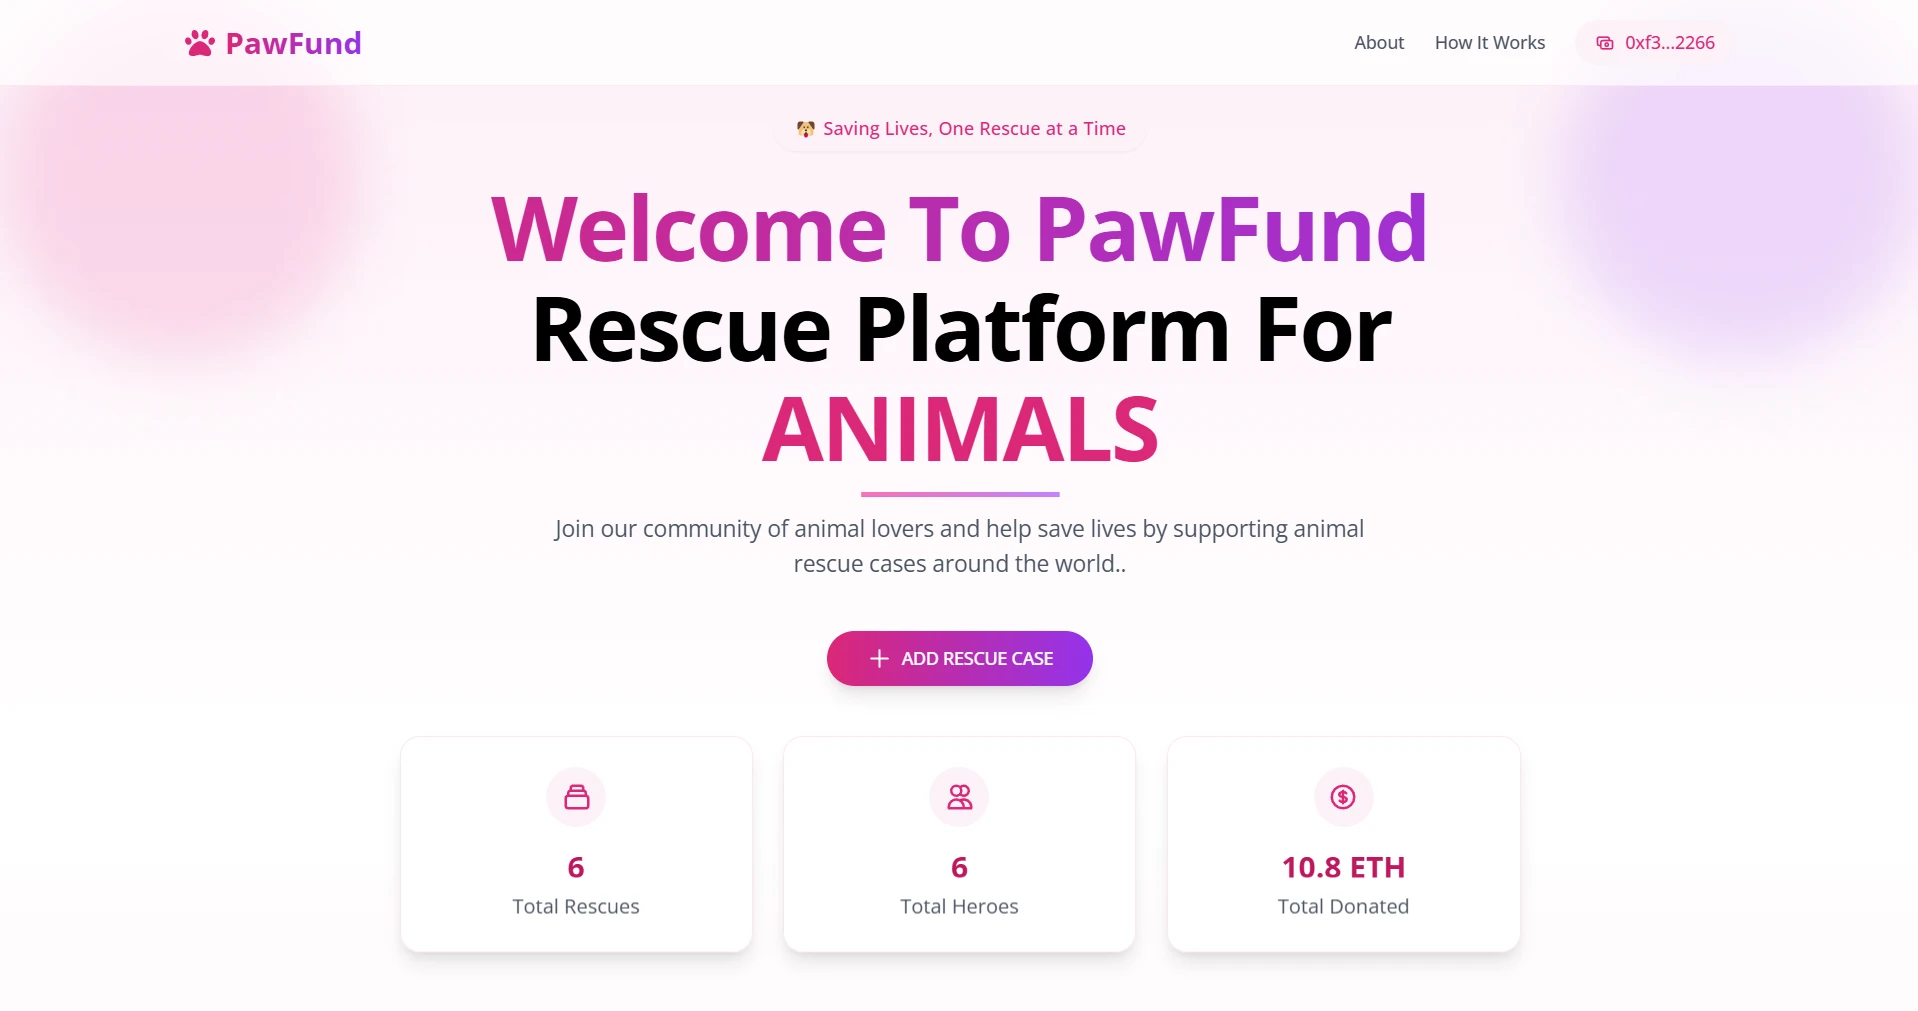 PawFund
About
How It Works
0xf3...2266
Saving Lives, One Rescue at a Time
Welcome To PawFund
Rescue Platform For
ANIMALS
Join our community of animal lovers and help save lives by supporting animal
rescue cases around the world..
ADD RESCUE CASE
6
Total Rescues
6
Total Heroes
10.8 ETH
Total Donated